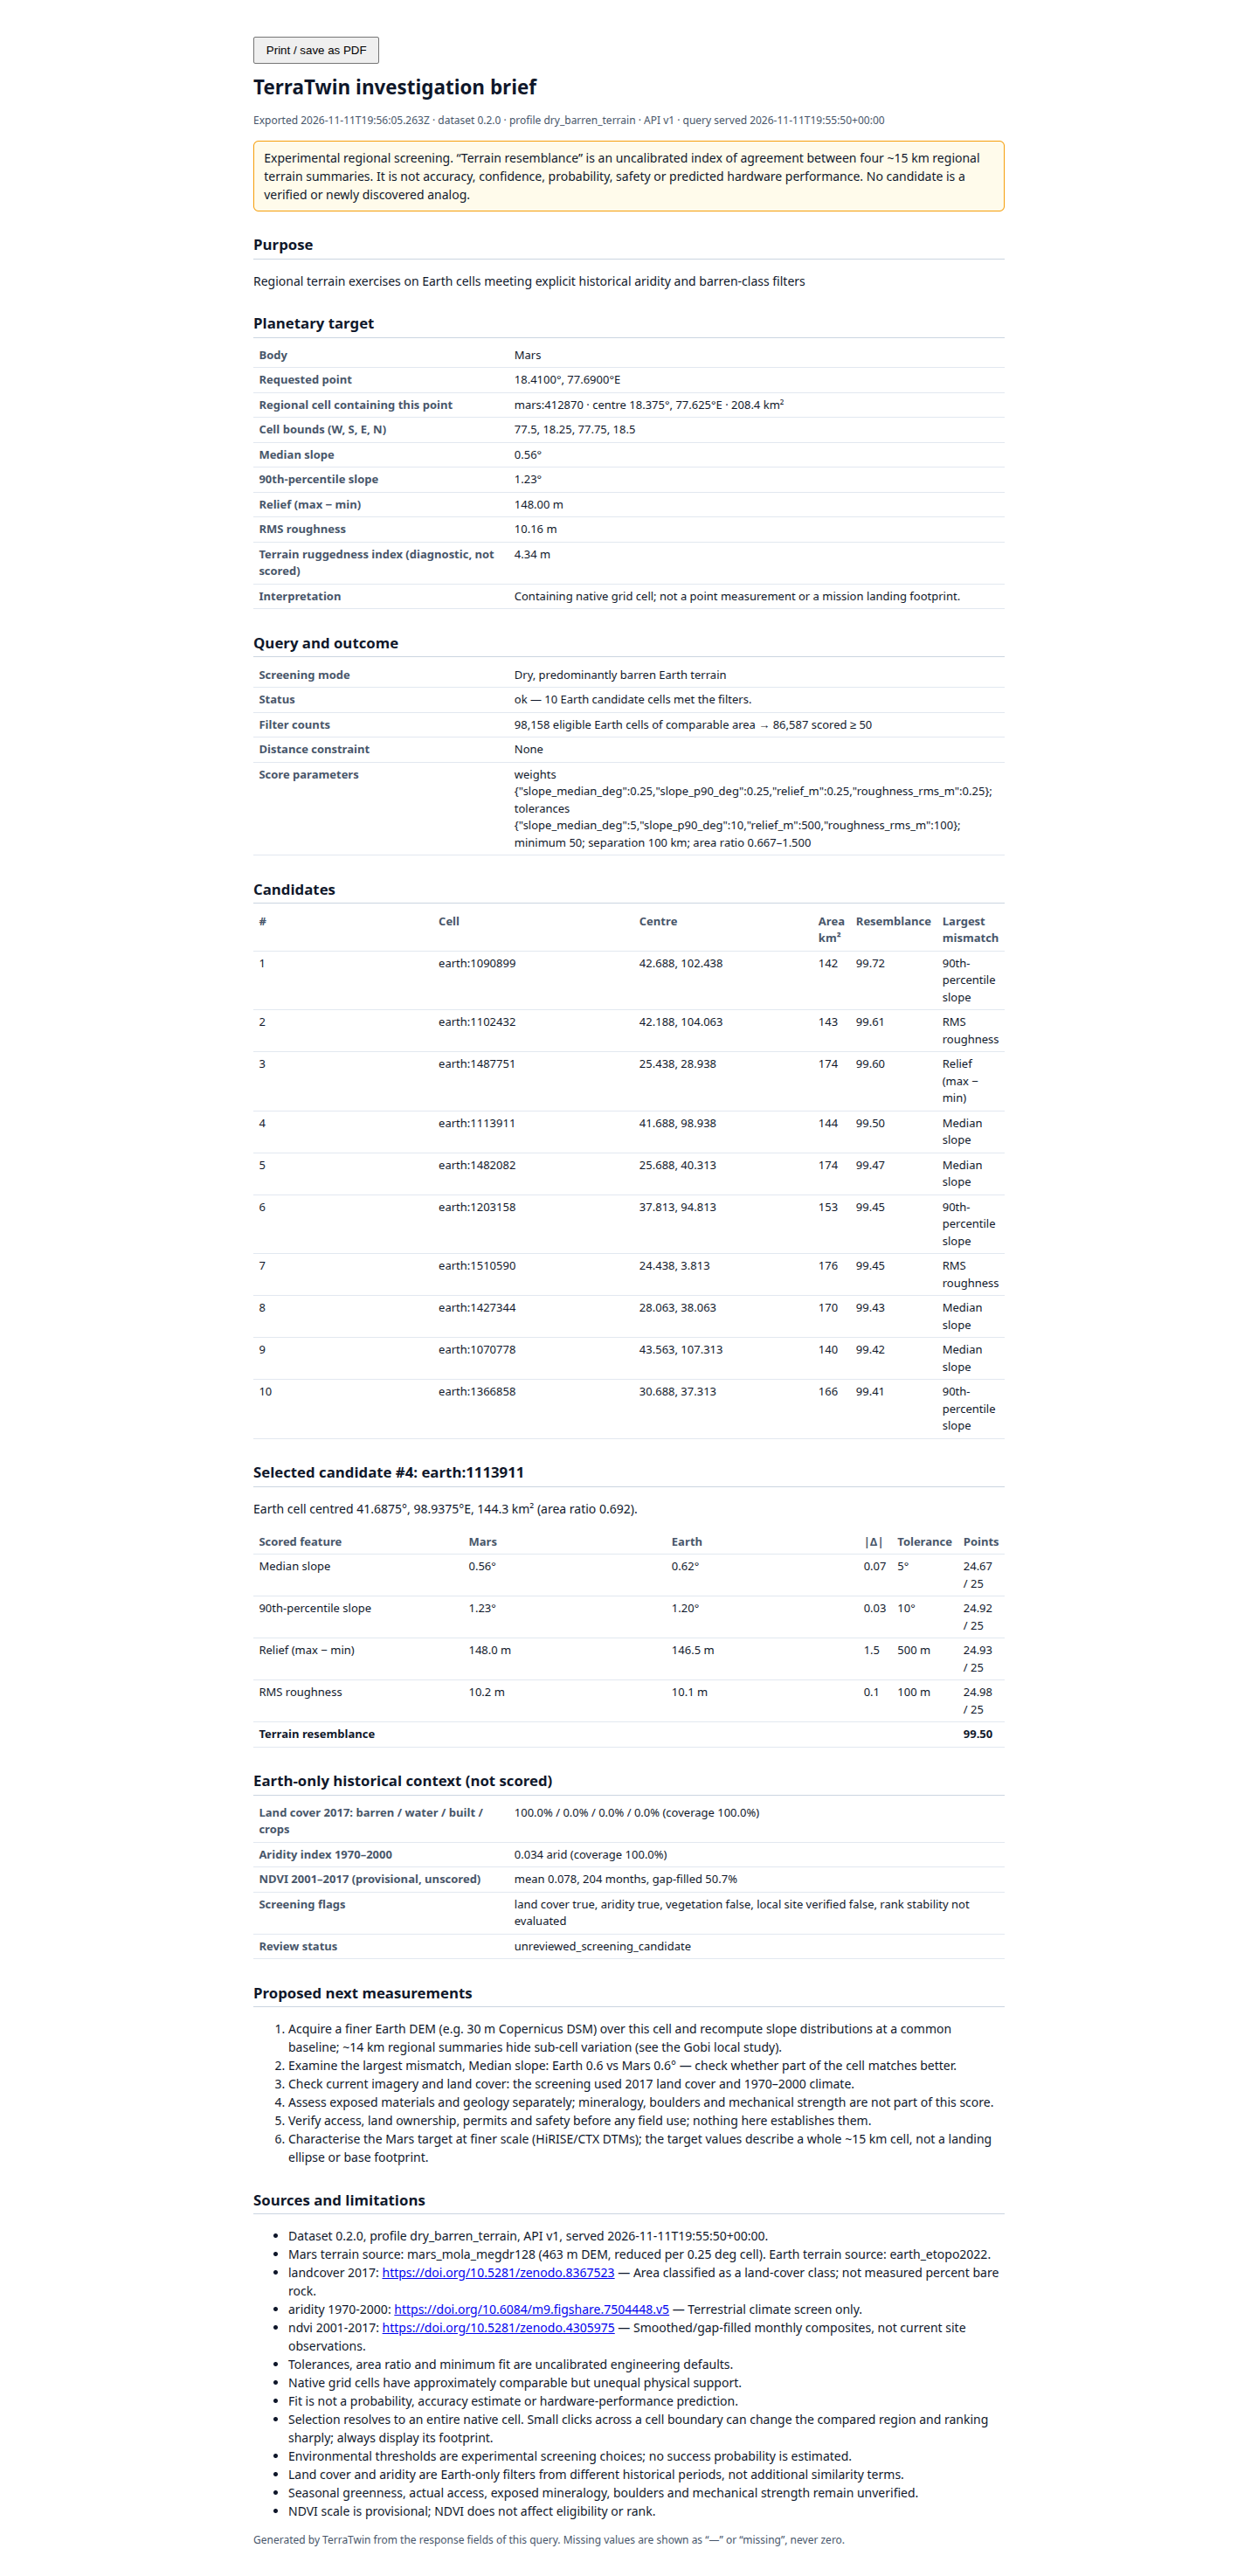 Print / save as PDF
TerraTwin investigation brief
Exported 2026-11-11T19:56:05.263Z · dataset 0.2.0 · profile dry_barren_terrain · API v1 · query served 2026-11-11T19:55:50+00:00
Experimental regional screening. “Terrain resemblance” is an uncalibrated index of agreement between four ~15 km regional
terrain summaries. It is not accuracy, confidence, probability, safety or predicted hardware performance. No candidate is a
verified or newly discovered analog.
Purpose
Regional terrain exercises on Earth cells meeting explicit historical aridity and barren-class filters
Planetary target
Body Mars
Requested point 18.4100°, 77.6900°E
Regional cell containing this point mars:412870 · centre 18.375°, 77.625°E · 208.4 km²
Cell bounds (W, S, E, N) 77.5, 18.25, 77.75, 18.5
Median slope 0.56°
90th-percentile slope 1.23°
Relief (max − min) 148.00 m
RMS roughness 10.16 m
Terrain ruggedness index (diagnostic, not 4.34 m
scored)
Interpretation Containing native grid cell; not a point measurement or a mission landing footprint.
Query and outcome
Screening mode Dry, predominantly barren Earth terrain
Status ok — 10 Earth candidate cells met the filters.
Filter counts 98,158 eligible Earth cells of comparable area → 86,587 scored ≥ 50
Distance constraint None
Score parameters weights
{"slope_median_deg":0.25,"slope_p90_deg":0.25,"relief_m":0.25,"roughness_rms_m":0.25};
tolerances
{"slope_median_deg":5,"slope_p90_deg":10,"relief_m":500,"roughness_rms_m":100};
minimum 50; separation 100 km; area ratio 0.667–1.500
Candidates
# Cell Centre Area Resemblance Largest
km² mismatch
1 earth:1090899 42.688, 102.438 142 99.72 90th-
percentile
slope
2 earth:1102432 42.188, 104.063 143 99.61 RMS
roughness
3 earth:1487751 25.438, 28.938 174 99.60 Relief
(max −
min)
4 earth:1113911 41.688, 98.938 144 99.50 Median
slope
5 earth:1482082 25.688, 40.313 174 99.47 Median
slope
6 earth:1203158 37.813, 94.813 153 99.45 90th-
percentile
slope
7 earth:1510590 24.438, 3.813 176 99.45 RMS
roughness
8 earth:1427344 28.063, 38.063 170 99.43 Median
slope
9 earth:1070778 43.563, 107.313 140 99.42 Median
slope
10 earth:1366858 30.688, 37.313 166 99.41 90th-
percentile
slope
Selected candidate #4: earth:1113911
Earth cell centred 41.6875°, 98.9375°E, 144.3 km² (area ratio 0.692).
Scored feature Mars Earth |Δ| Tolerance Points
Median slope 0.56° 0.62° 0.07 5° 24.67
/ 25
90th-percentile slope 1.23° 1.20° 0.03 10° 24.92
/ 25
Relief (max − min) 148.0 m 146.5 m 1.5 500 m 24.93
/ 25
RMS roughness 10.2 m 10.1 m 0.1 100 m 24.98
/ 25
Terrain resemblance 99.50
Earth-only historical context (not scored)
Land cover 2017: barren / water / built / 100.0% / 0.0% / 0.0% / 0.0% (coverage 100.0%)
crops
Aridity index 1970–2000 0.034 arid (coverage 100.0%)
NDVI 2001–2017 (provisional, unscored) mean 0.078, 204 months, gap-filled 50.7%
Screening flags land cover true, aridity true, vegetation false, local site verified false, rank stability not
evaluated
Review status unreviewed_screening_candidate
Proposed next measurements
1. Acquire a finer Earth DEM (e.g. 30 m Copernicus DSM) over this cell and recompute slope distributions at a common
baseline; ~14 km regional summaries hide sub-cell variation (see the Gobi local study).
2. Examine the largest mismatch, Median slope: Earth 0.6 vs Mars 0.6° — check whether part of the cell matches better.
3. Check current imagery and land cover: the screening used 2017 land cover and 1970–2000 climate.
4. Assess exposed materials and geology separately; mineralogy, boulders and mechanical strength are not part of this score.
5. Verify access, land ownership, permits and safety before any field use; nothing here establishes them.
6. Characterise the Mars target at finer scale (HiRISE/CTX DTMs); the target values describe a whole ~15 km cell, not a landing
ellipse or base footprint.
Sources and limitations
• Dataset 0.2.0, profile dry_barren_terrain, API v1, served 2026-11-11T19:55:50+00:00.
• Mars terrain source: mars_mola_megdr128 (463 m DEM, reduced per 0.25 deg cell). Earth terrain source: earth_etopo2022.
• landcover 2017: https://doi.org/10.5281/zenodo.8367523 — Area classified as a land-cover class; not measured percent bare
rock.
• aridity 1970-2000: https://doi.org/10.6084/m9.figshare.7504448.v5 — Terrestrial climate screen only.
• ndvi 2001-2017: https://doi.org/10.5281/zenodo.4305975 — Smoothed/gap-filled monthly composites, not current site
observations.
• Tolerances, area ratio and minimum fit are uncalibrated engineering defaults.
• Native grid cells have approximately comparable but unequal physical support.
• Fit is not a probability, accuracy estimate or hardware-performance prediction.
• Selection resolves to an entire native cell. Small clicks across a cell boundary can change the compared region and ranking
sharply; always display its footprint.
• Environmental thresholds are experimental screening choices; no success probability is estimated.
• Land cover and aridity are Earth-only filters from different historical periods, not additional similarity terms.
• Seasonal greenness, actual access, exposed mineralogy, boulders and mechanical strength remain unverified.
• NDVI scale is provisional; NDVI does not affect eligibility or rank.
Generated by TerraTwin from the response fields of this query. Missing values are shown as “—” or “missing”, never zero.